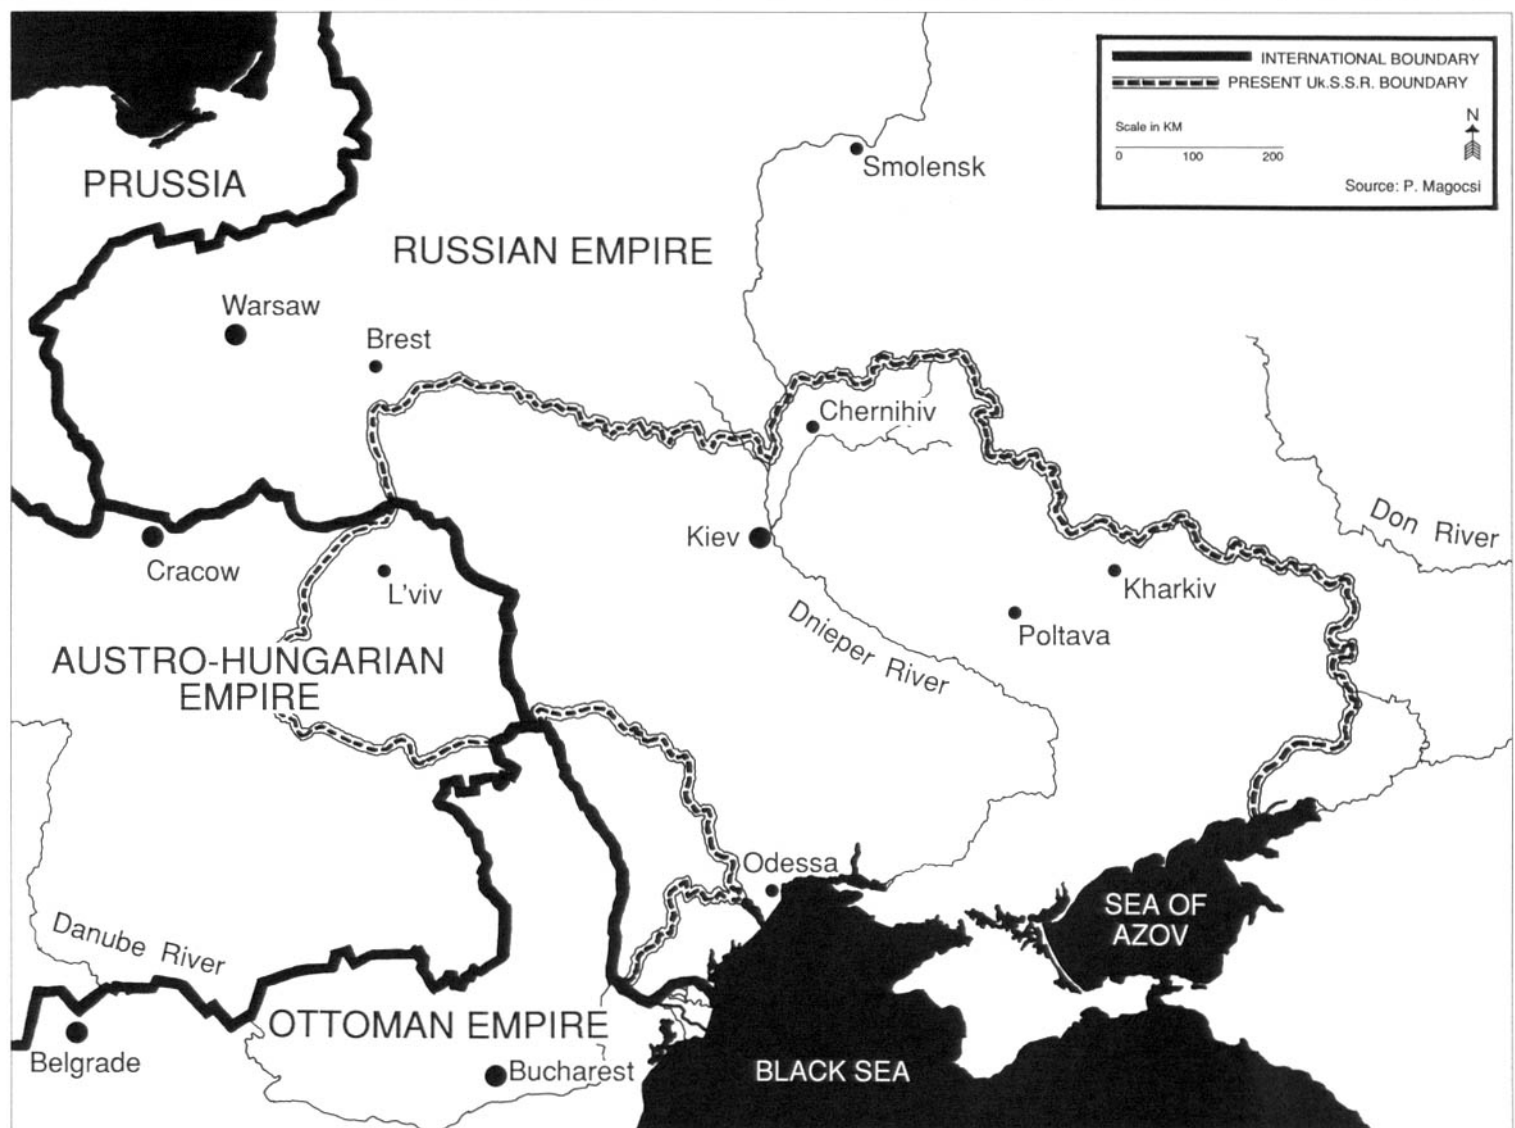 INTERNATIONAL BOUNDARY
PRESENT Uk.S.S.R. BOUNDARY
Scale in KM
N
0 100 200
Source: P. Magocsi
Smolensk
PRUSSIA
RUSSIAN EMPIRE
Warsaw
Brest
Chernihiv
Don River
Kiev
Cracow
L'viv
Kharkiv
Dnieper River
Poltava
AUSTRO-HUNGARIAN
EMPIRE
Odessa
SEA OF
AZOV
Danube River
OTTOMAN EMPIRE
Belgrade
Bucharest
BLACK SEA